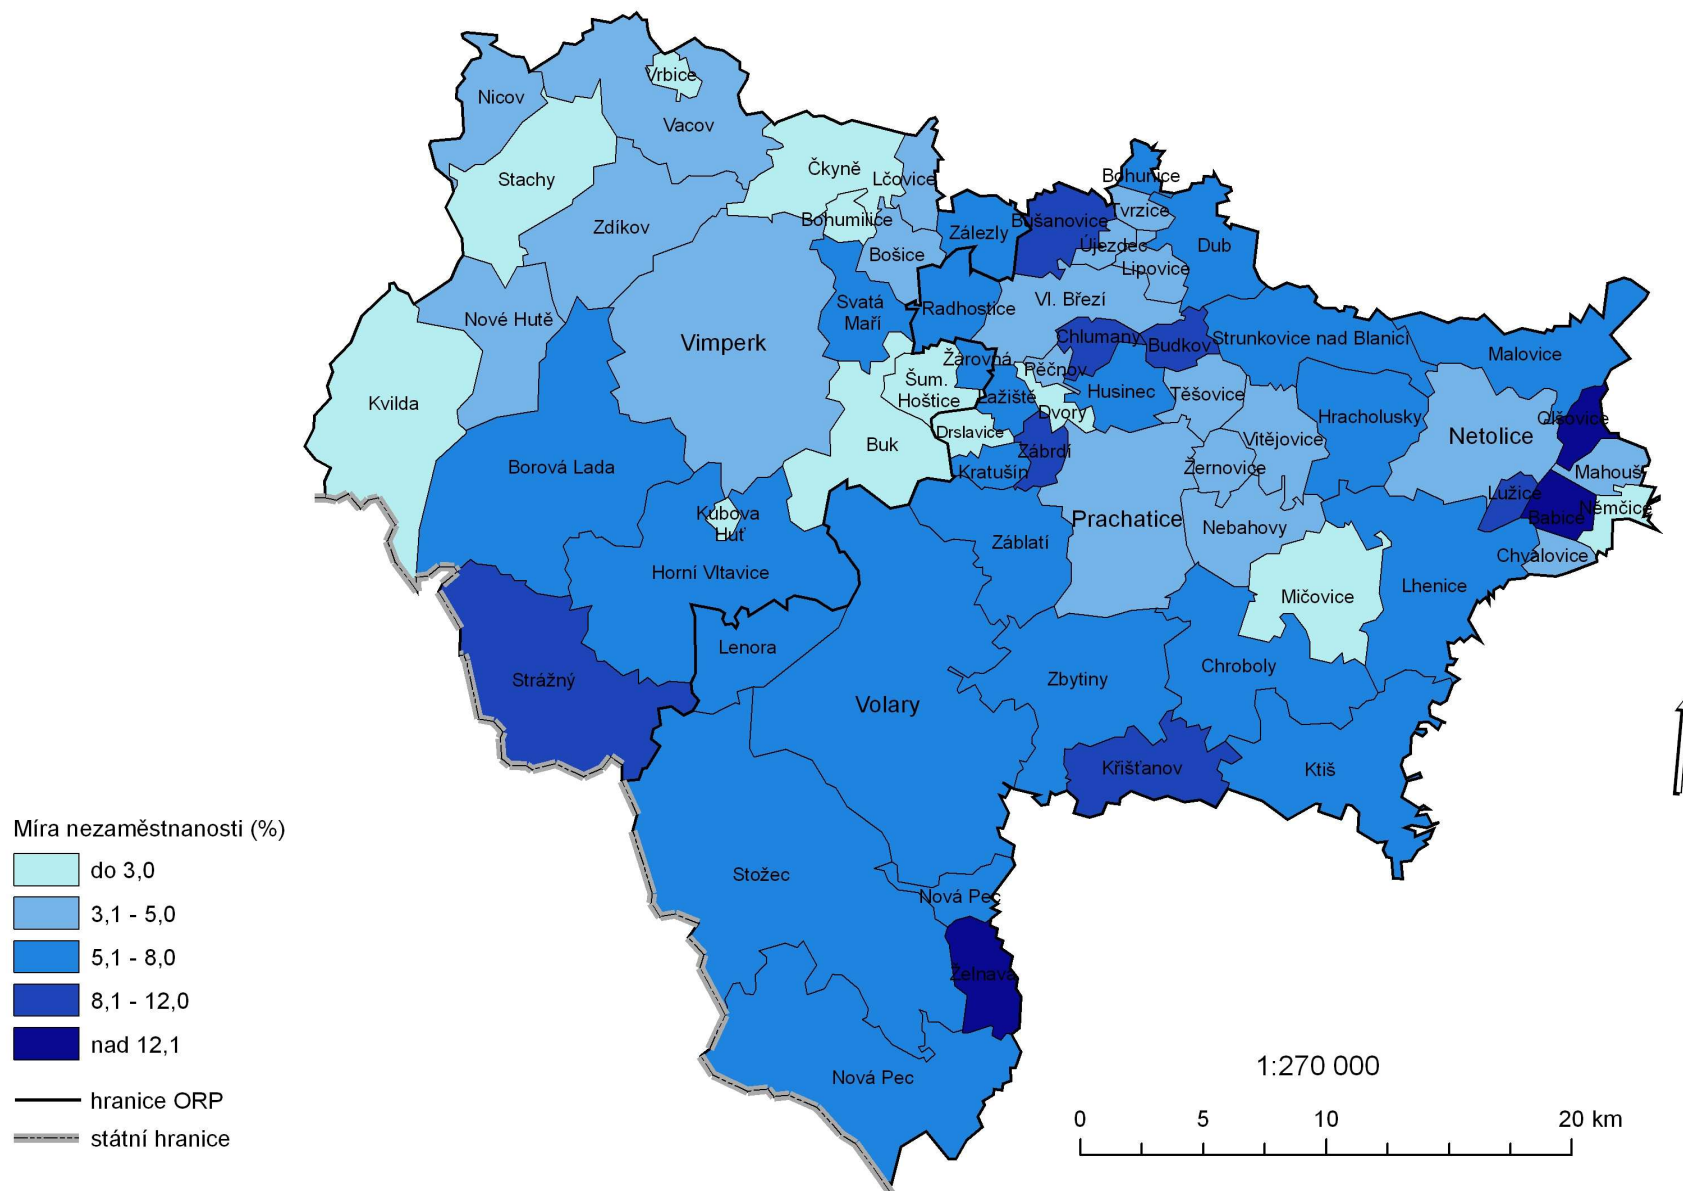 Vrbice
Nicov
Vacov
Čkyně
Stachy
Lčovice
Bohunice
Tvrzice
Bohumilice
Bušanovice
Zdíkov
Zálezly
Újezdec
Dub
Bošice
Lipovice
Svatá
Maří
Radhostice
Vl. Březí
Nové Hutě
Vimperk
Chlumany
Budkov
Strunkovice nad Blanicí
Malovice
Žárovná
Pěčnov
Šum.
Hoštice
Lažiště
Husinec
Těšovice
Kvilda
Dvory
Hracholusky
Olšovice
Drslavice
Vitějovice
Netolice
Buk
Zábrdí
Borová Lada
Kratušín
Žernovice
Mahouš
Lužice
Němčice
Kubova
Huť
Prachatice
Babice
Nebahovy
Záblatí
Chvalovice
Horní Vltavice
Lhenice
Mičovice
Lenora
Chroboly
Strážný
Zbytiny
Volary
Křišťanov
Ktiš
Stožec
Nová Pec
Želnava
Nová Pec
Míra nezaměstnanosti (%)
do 3,0
3,1 - 5,0
5,1 - 8,0
8,1 - 12,0
nad 12,1
hranice ORP
státní hranice
1:270 000
0 5 10 20 km